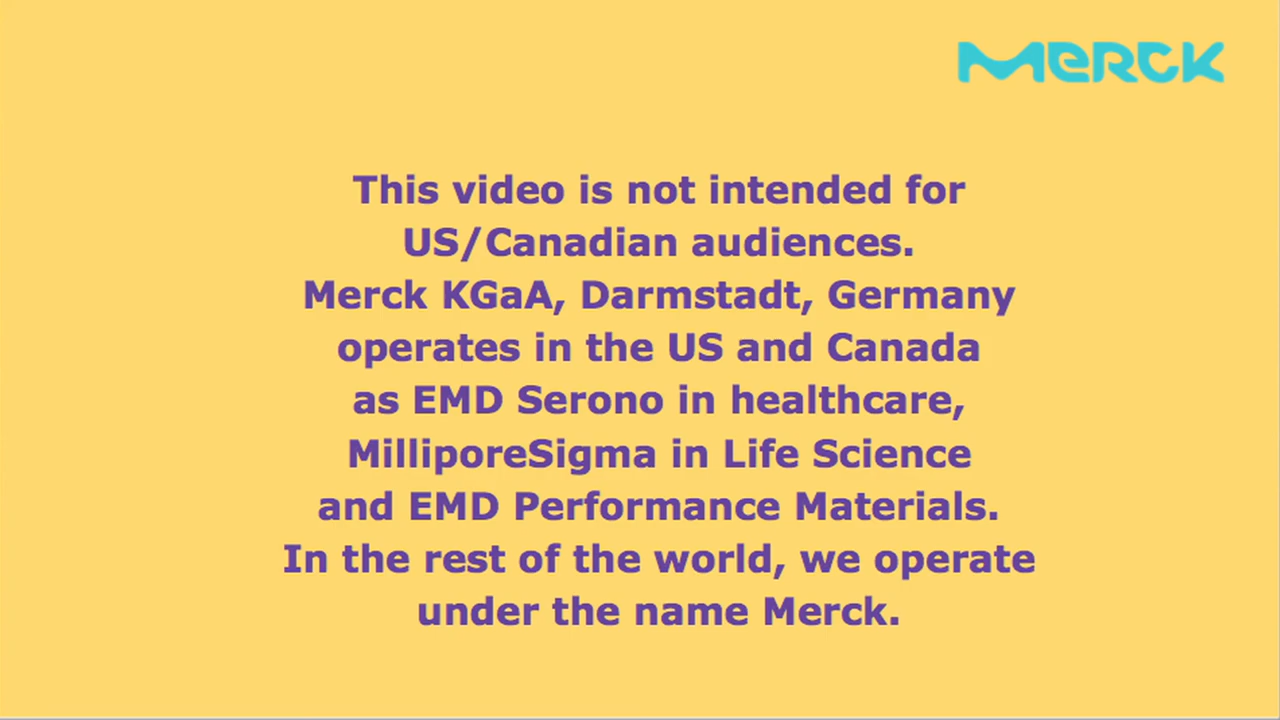 MERCK
This video is not intended for
US/Canadian audiences.
Merck KGaA, Darmstadt, Germany
operates in the US and Canada
as EMD Serono in healthcare,
MilliporeSigma in Life Science
and EMD Performance Materials.
In the rest of the world, we operate
under the name Merck.